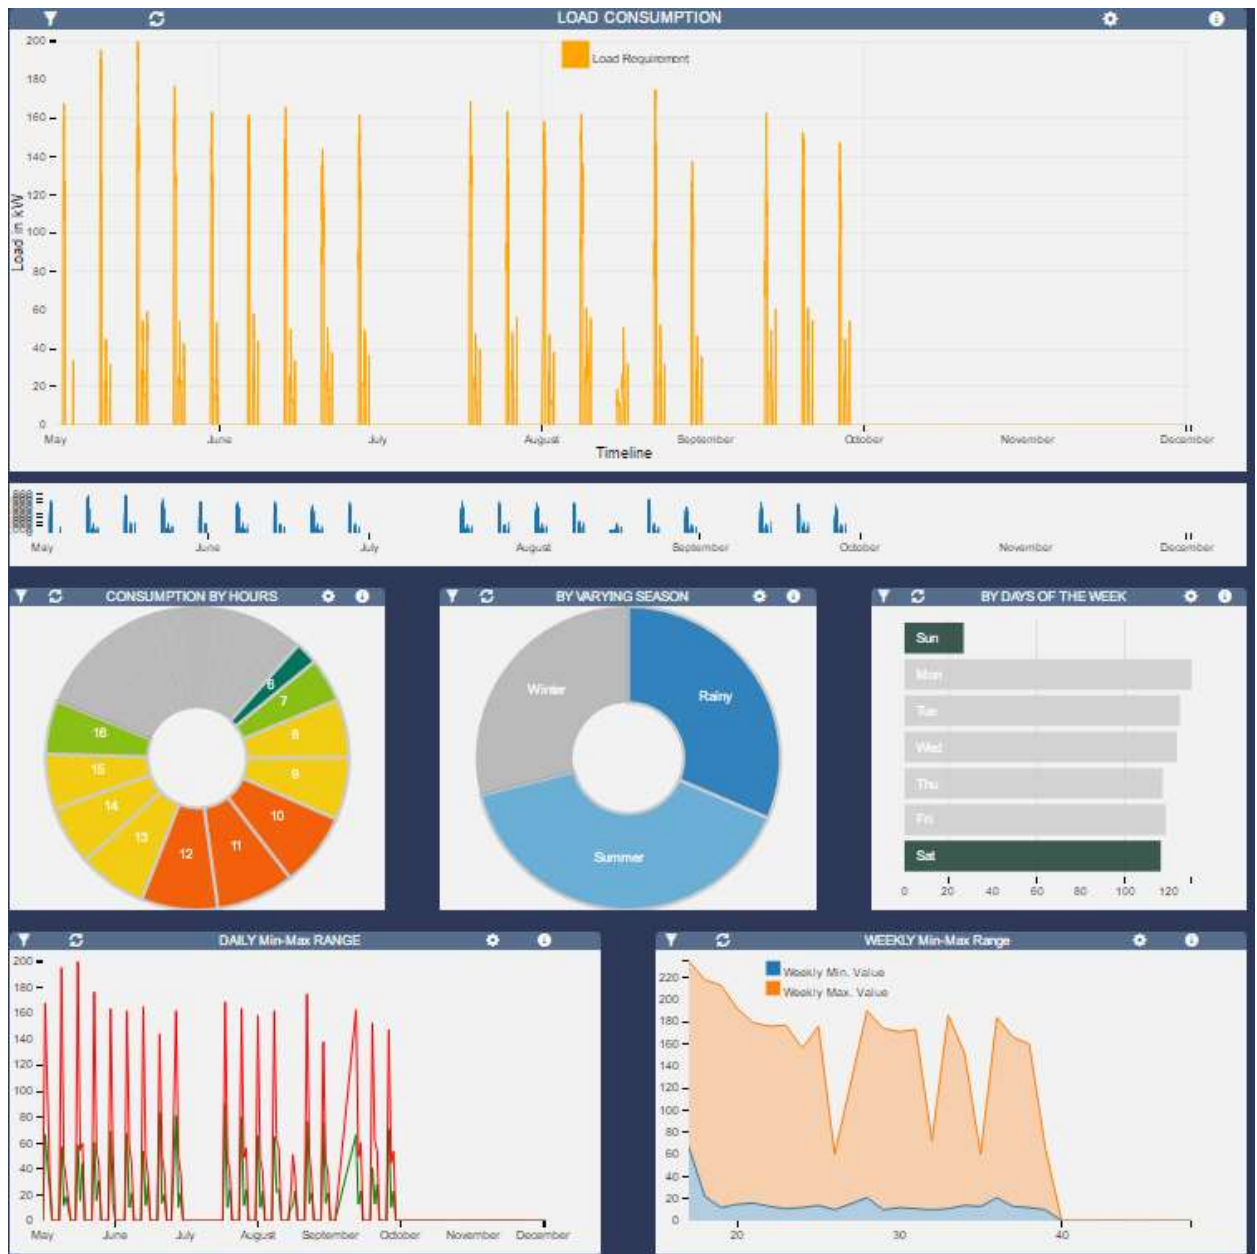 LOAD CONSUMPTION
200
Load Requirement
180
160
140
120
100
80
60
40
20
0
Load in kW
May June July August September October November December
Timeline
May June July August September October November December
CONSUMPTION BY HOURS
6
7
8
9
10
11
12
13
14
15
16
BY VARYING SEASON
Winter
Rainy
Summer
BY DAYS OF THE WEEK
Sun
Mon
Tue
Wed
Thu
Fri
Sat
0 20 40 60 80 100 120
DAILY Min-Max RANGE
200
180
160
140
120
100
80
60
40
20
0
May June July August September October November December
WEEKLY Min-Max Range
Weekly Min. Value
Weekly Max. Value
220
200
180
160
140
120
100
80
60
40
20
0
20 30 40